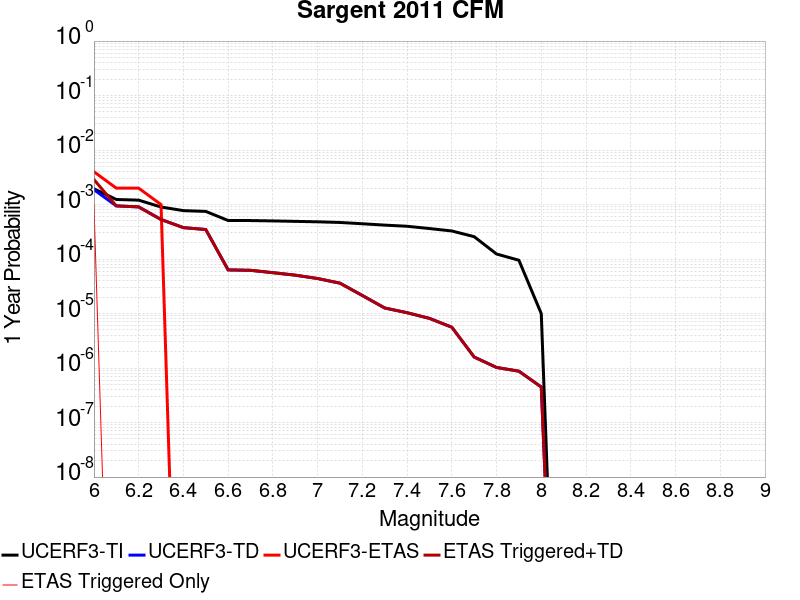 Sargent 2011 CFM
10^0
10^-1
10^-2
10^-3
10^-4
10^-5
10^-6
10^-7
10^-8
1 Year Probability
6 6.2 6.4 6.6 6.8 7 7.2 7.4 7.6 7.8 8 8.2 8.4 8.6 8.8 9
Magnitude
UCERF3-TI UCERF3-TD UCERF3-ETAS ETAS Triggered+TD
ETAS Triggered Only